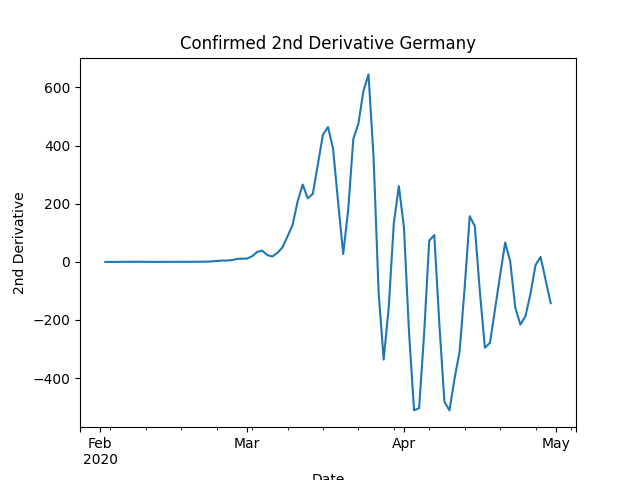 Confirmed 2nd Derivative Germany
2nd Derivative
600
400
200
0
−200
−400
Feb
2020
Mar
Apr
May
Date